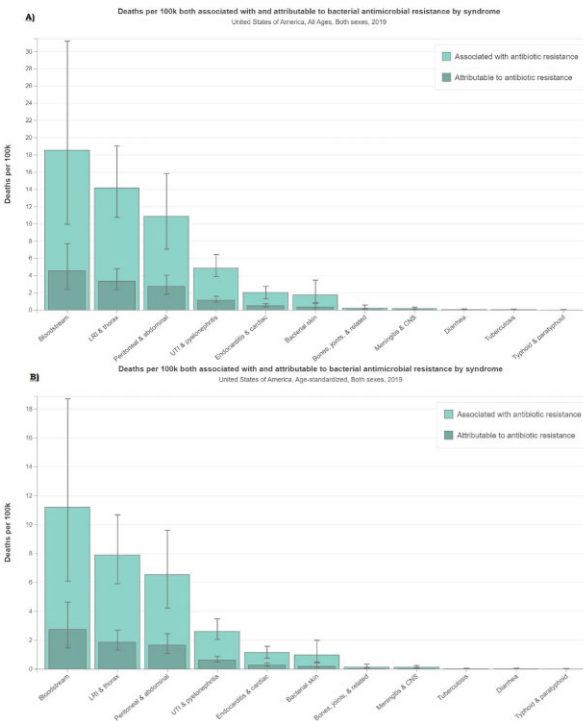 A)
Deaths per 100k both associated with and attributable to bacterial antimicrobial resistance by syndrome
United States of America, All Ages, Both sexes, 2019
Associated with antibiotic resistance
Attributable to antibiotic resistance
Deaths per 100k
30
28
26
24
22
20
18
16
14
12
10
8
6
4
2
0
Bloodstream
LRI & thorax
Peritoneal & abdominal
UTI & pyelonephritis
Endocarditis & cardiac
Bacterial skin
Bones, joints, & related
Meningitis & CNS
Diarrhea
Tuberculosis
Typhoid & paratyphoid
B)
Deaths per 100k both associated with and attributable to bacterial antimicrobial resistance by syndrome
United States of America, Age-standardized, Both sexes, 2019
Associated with antibiotic resistance
Attributable to antibiotic resistance
Deaths per 100k
18
16
14
12
10
8
6
4
2
0
Bloodstream
LRI & thorax
Peritoneal & abdominal
UTI & pyelonephritis
Endocarditis & cardiac
Bacterial skin
Bones, joints, & related
Meningitis & CNS
Tuberculosis
Diarrhea
Typhoid & paratyphoid